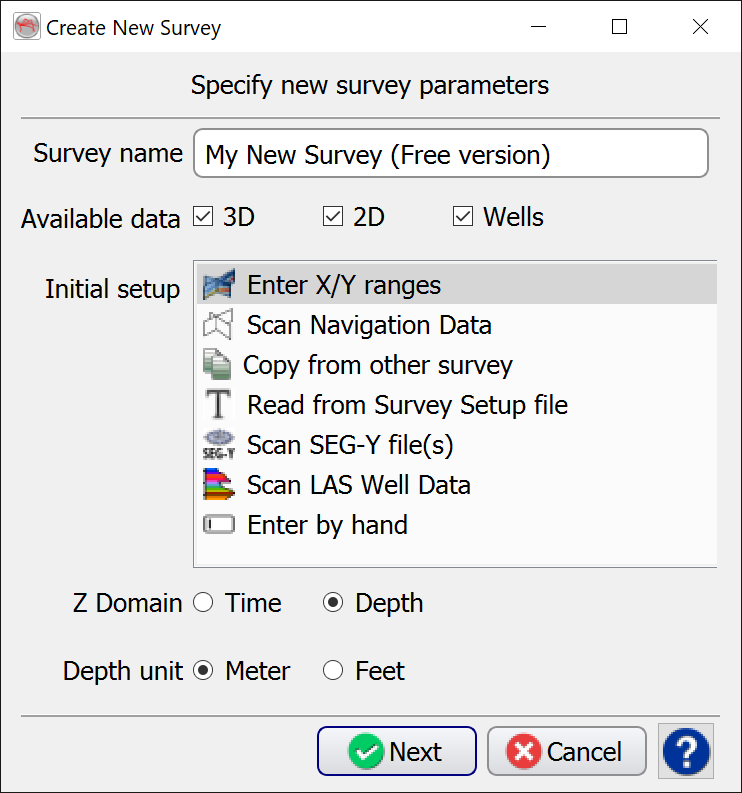 Create New Survey
Specify new survey parameters
Survey name My New Survey (Free version)
Available data 3D 2D Wells
Initial setup Enter X/Y ranges
Scan Navigation Data
Copy from other survey
T Read from Survey Setup file
SEG-Y Scan SEG-Y file(s)
Scan LAS Well Data
Enter by hand
Z Domain Time Depth
Depth unit Meter Feet
Next Cancel ?